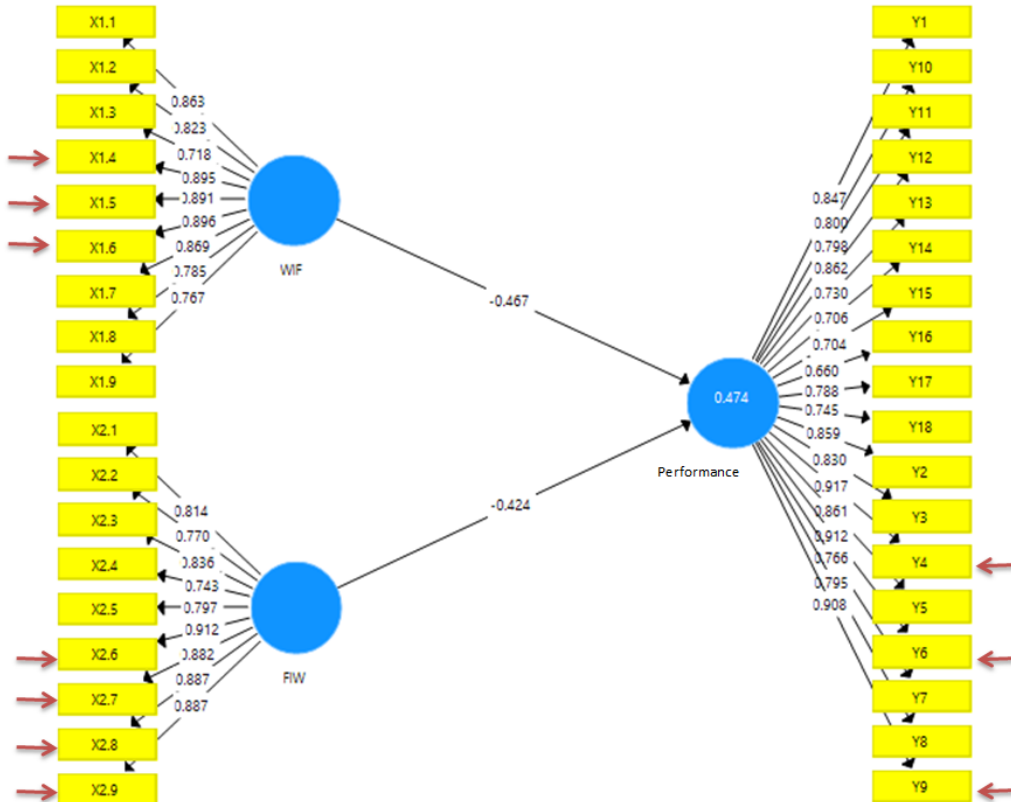 X1.1
X1.2
X1.3
X1.4
X1.5
X1.6
X1.7
X1.8
X1.9
0.863
0.823
0.718
0.895
0.891
0.896
0.869
0.785
0.767
WIF
X2.1
X2.2
X2.3
X2.4
X2.5
X2.6
X2.7
X2.8
X2.9
0.814
0.770
0.836
0.743
0.797
0.912
0.882
0.887
0.887
FIW
-0.467
-0.424
0.474
Performance
0.847
0.800
0.798
0.862
0.730
0.706
0.704
0.660
0.788
0.745
0.859
0.830
0.917
0.861
0.912
0.766
0.795
0.908
Y1
Y10
Y11
Y12
Y13
Y14
Y15
Y16
Y17
Y18
Y2
Y3
Y4
Y5
Y6
Y7
Y8
Y9